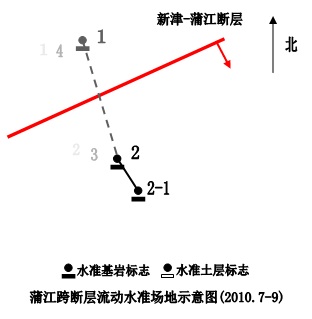 新津-蒲江断层
1
1 4
北
2 3
2
2-1
水准基岩标志 水准土层标志
蒲江跨断层流动水准场地示意图(2010.7-9)